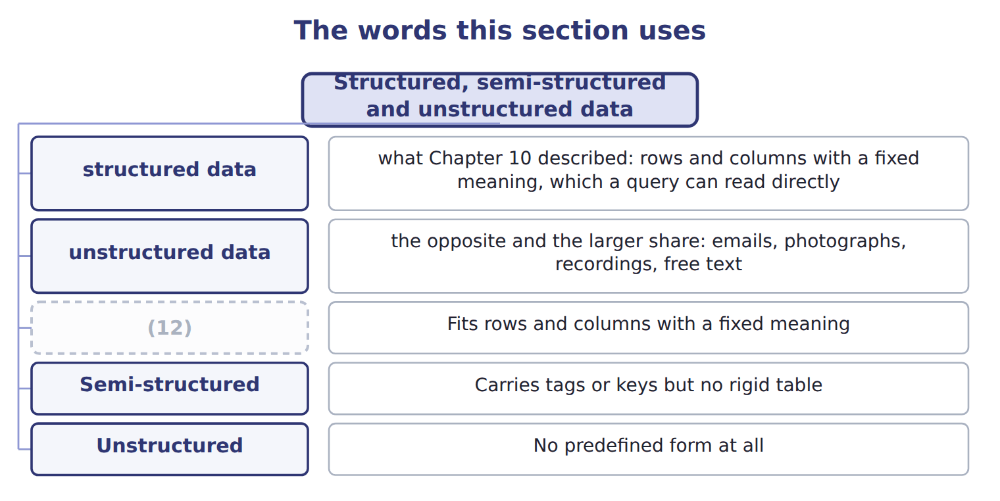 The words this section uses
Structured, semi-structured
and unstructured data
structured data
what Chapter 10 described: rows and columns with a fixed
meaning, which a query can read directly
unstructured data
the opposite and the larger share: emails, photographs,
recordings, free text
(12)
Fits rows and columns with a fixed meaning
Semi-structured
Carries tags or keys but no rigid table
Unstructured
No predefined form at all